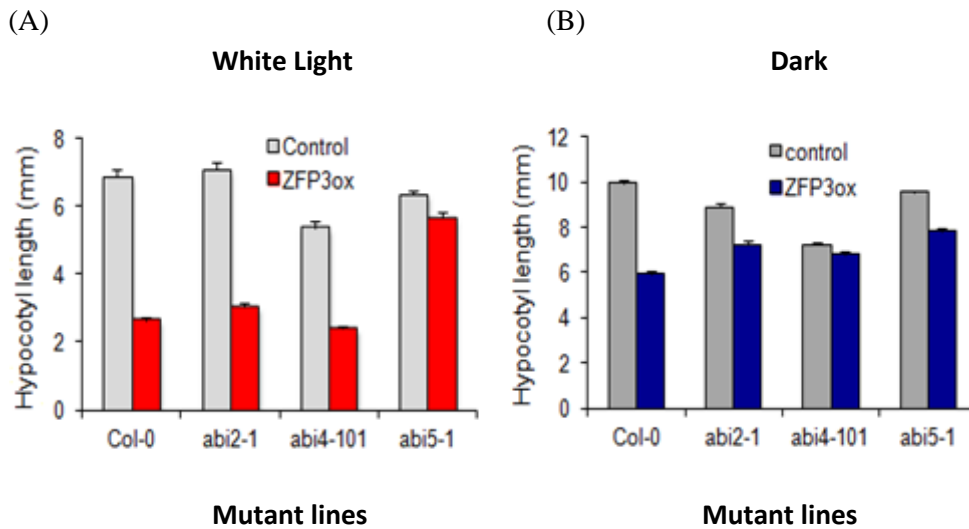 (A)
White Light
Hypocotyl length (mm)
8
6
4
2
0
Control
ZFP3ox
Col-0 abi2-1 abi4-101 abi5-1
Mutant lines
(B)
Dark
Hypocotyl length (mm)
12
10
8
6
4
2
0
control
ZFP3ox
Col-0 abi2-1 abi4-101 abi5-1
Mutant lines